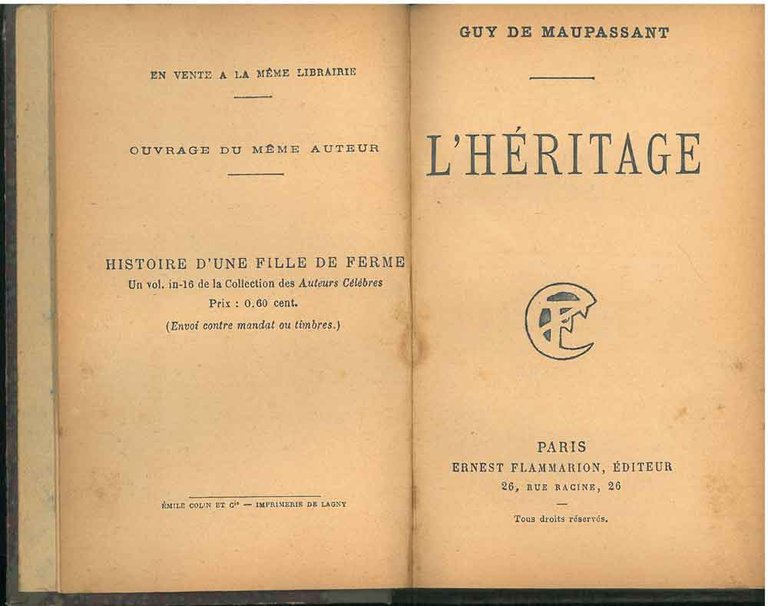 EN VENTE A LA MÊME LIBRAIRIE
OUVRAGE DU MÊME AUTEUR
HISTOIRE D'UNE FILLE DE FERME
Un vol. in-16 de la Collection des Auteurs Célèbres
Prix : 0,60 cent.
(Envoi contre mandat ou timbres.)
ÉMILE COLIN ET Cie — IMPRIMERIE DE LAGNY
GUY DE MAUPASSANT
L'HÉRITAGE
PARIS
ERNEST FLAMMARION, ÉDITEUR
26, RUE RACINE, 26
Tous droits réservés.